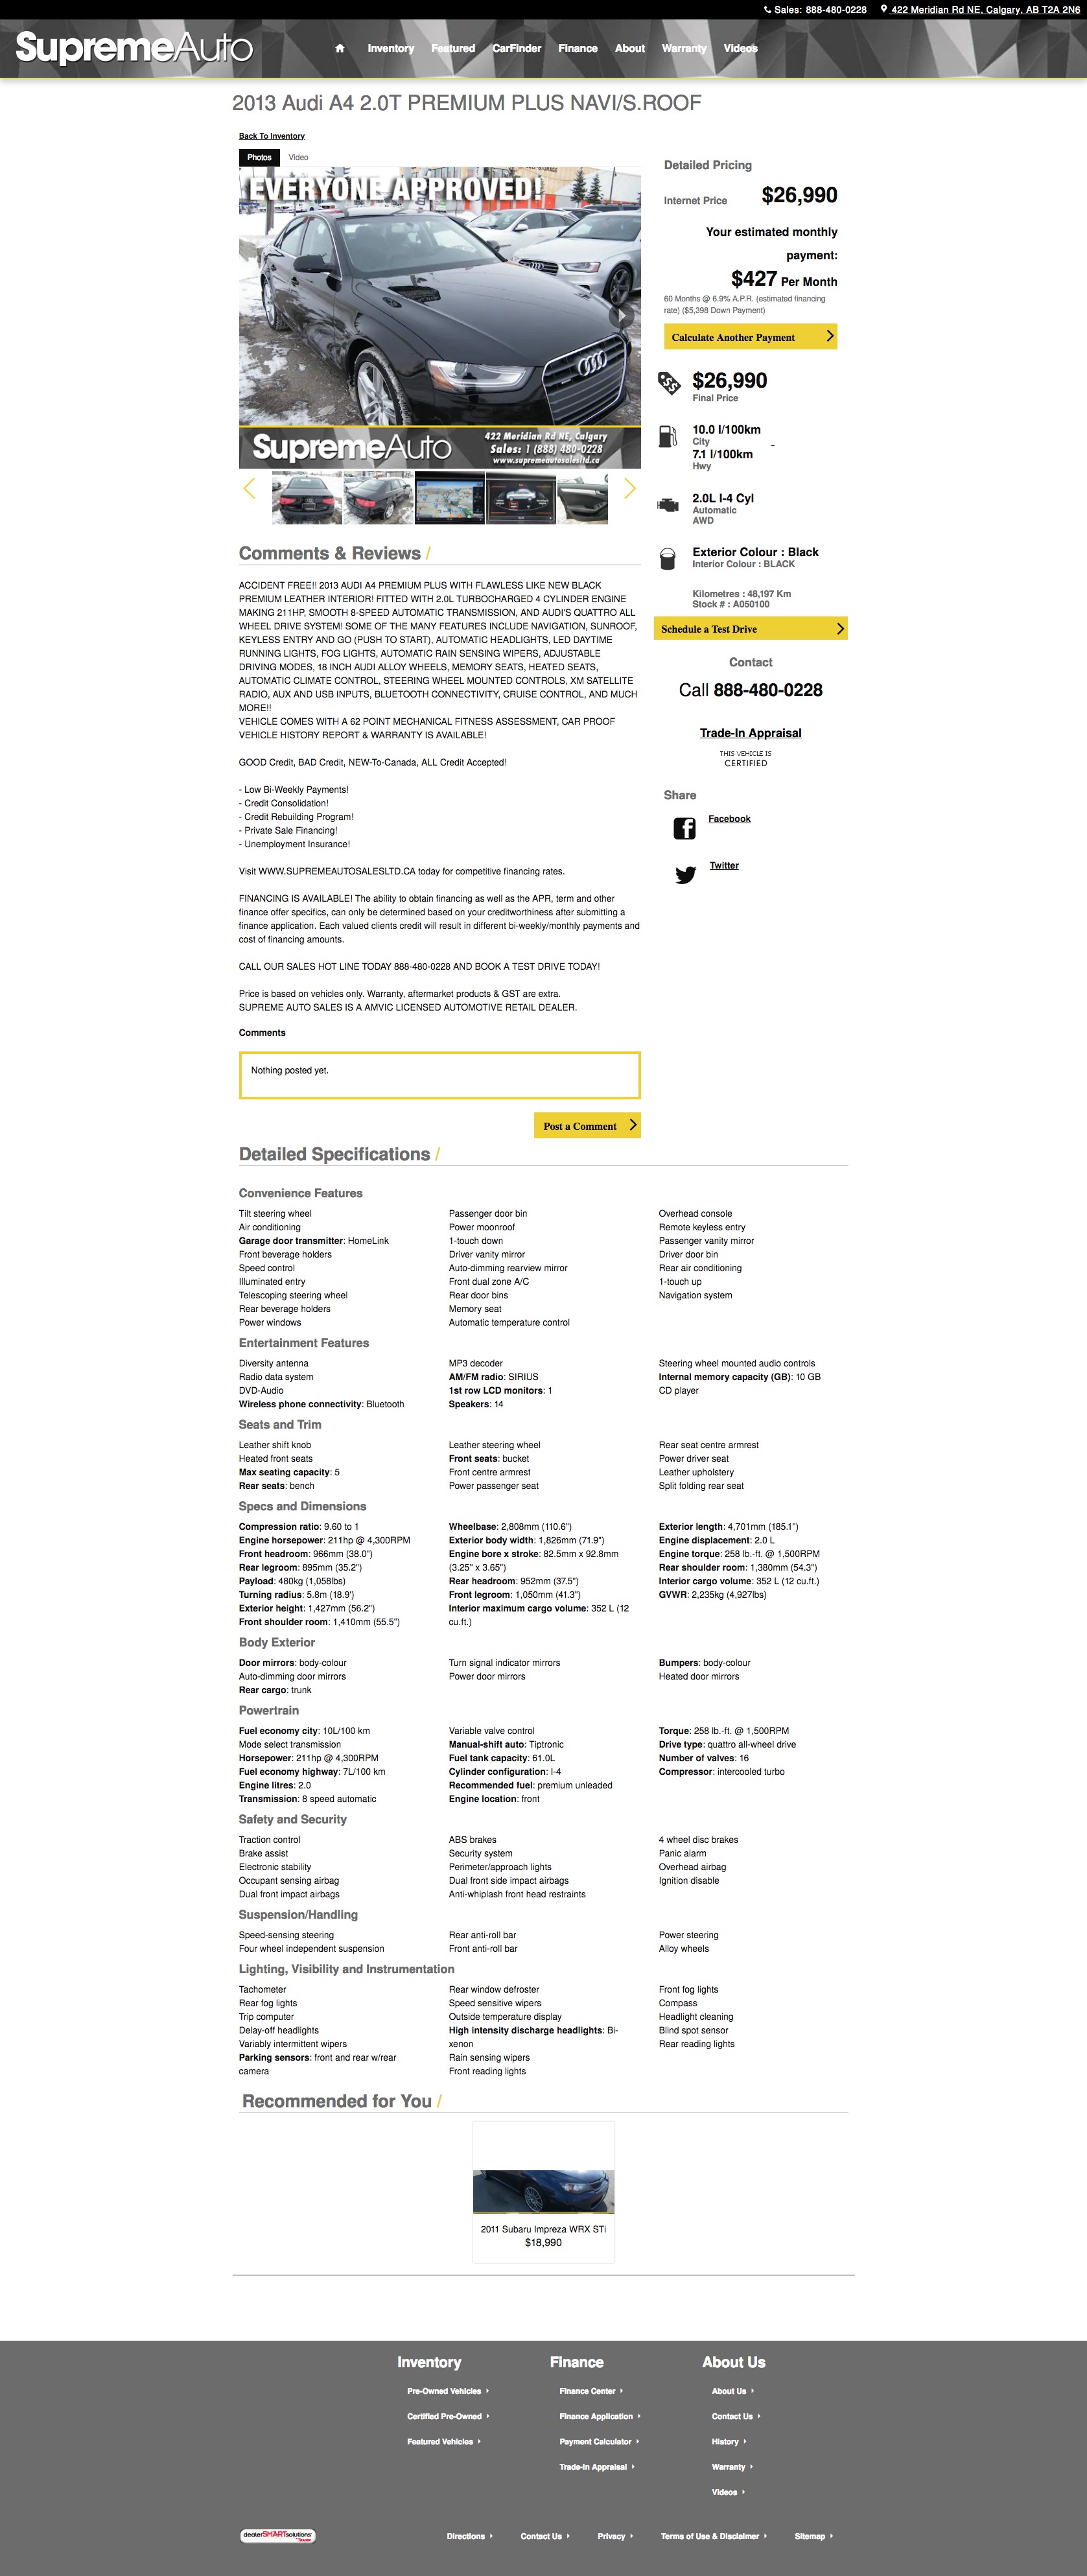 Sales: 888-480-0228 422 Meridian Rd NE, Calgary, AB T2A 2N6
SupremeAuto
Inventory Featured CarFinder Finance About Warranty Videos
2013 Audi A4 2.0T PREMIUM PLUS NAVI/S.ROOF
Back To Inventory
Photos Video
EVERYONE APPROVED!
SupremeAuto
422 Meridian Rd NE, Calgary
Sales: 1 (888) 480-0228
www.supremeautosalesltd.ca
Detailed Pricing
Internet Price $26,990
Your estimated monthly
payment:
$427 Per Month
60 Months @ 6.9% A.P.R. (estimated financing
rate) ($5,398 Down Payment)
Calculate Another Payment
$26,990
Final Price
10.0 l/100km
City
7.1 l/100km
Hwy
2.0L I-4 Cyl
Automatic
AWD
Exterior Colour : Black
Interior Colour : BLACK
Kilometres : 48,197 Km
Stock # : A050100
Schedule a Test Drive
Contact
Call 888-480-0228
Trade-In Appraisal
THIS VEHICLE IS
CERTIFIED
Share
Facebook
Twitter
Comments & Reviews /
ACCIDENT FREE!! 2013 AUDI A4 PREMIUM PLUS WITH FLAWLESS LIKE NEW BLACK
PREMIUM LEATHER INTERIOR! FITTED WITH 2.0L TURBOCHARGED 4 CYLINDER ENGINE
MAKING 211HP, SMOOTH 8-SPEED AUTOMATIC TRANSMISSION, AND AUDI'S QUATTRO ALL
WHEEL DRIVE SYSTEM! SOME OF THE MANY FEATURES INCLUDE NAVIGATION, SUNROOF,
KEYLESS ENTRY AND GO (PUSH TO START), AUTOMATIC HEADLIGHTS, LED DAYTIME
RUNNING LIGHTS, FOG LIGHTS, AUTOMATIC RAIN SENSING WIPERS, ADJUSTABLE
DRIVING MODES, 18 INCH AUDI ALLOY WHEELS, MEMORY SEATS, HEATED SEATS,
AUTOMATIC CLIMATE CONTROL, STEERING WHEEL MOUNTED CONTROLS, XM SATELLITE
RADIO, AUX AND USB INPUTS, BLUETOOTH CONNECTIVITY, CRUISE CONTROL, AND MUCH
MORE!!
VEHICLE COMES WITH A 62 POINT MECHANICAL FITNESS ASSESSMENT, CAR PROOF
VEHICLE HISTORY REPORT & WARRANTY IS AVAILABLE!
GOOD Credit, BAD Credit, NEW-To-Canada, ALL Credit Accepted!
- Low Bi-Weekly Payments!
- Credit Consolidation!
- Credit Rebuilding Program!
- Private Sale Financing!
- Unemployment Insurance!
Visit WWW.SUPREMEAUTOSALESLTD.CA today for competitive financing rates.
FINANCING IS AVAILABLE! The ability to obtain financing as well as the APR, term and other
finance offer specifics, can only be determined based on your creditworthiness after submitting a
finance application. Each valued clients credit will result in different bi-weekly/monthly payments and
cost of financing amounts.
CALL OUR SALES HOT LINE TODAY 888-480-0228 AND BOOK A TEST DRIVE TODAY!
Price is based on vehicles only. Warranty, aftermarket products & GST are extra.
SUPREME AUTO SALES IS A AMVIC LICENSED AUTOMOTIVE RETAIL DEALER.
Comments
Nothing posted yet.
Post a Comment
Detailed Specifications /
Convenience Features
Tilt steering wheel Passenger door bin Overhead console
Air conditioning Power moonroof Remote keyless entry
Garage door transmitter: HomeLink 1-touch down Passenger vanity mirror
Front beverage holders Driver vanity mirror Driver door bin
Speed control Auto-dimming rearview mirror Rear air conditioning
Illuminated entry Front dual zone A/C 1-touch up
Telescoping steering wheel Rear door bins Navigation system
Rear beverage holders Memory seat
Power windows Automatic temperature control
Entertainment Features
Diversity antenna MP3 decoder Steering wheel mounted audio controls
Radio data system AM/FM radio: SIRIUS Internal memory capacity (GB): 10 GB
DVD-Audio 1st row LCD monitors: 1 CD player
Wireless phone connectivity: Bluetooth Speakers: 14
Seats and Trim
Leather shift knob Leather steering wheel Rear seat centre armrest
Heated front seats Front seats: bucket Power driver seat
Max seating capacity: 5 Front centre armrest Leather upholstery
Rear seats: bench Power passenger seat Split folding rear seat
Specs and Dimensions
Compression ratio: 9.60 to 1 Wheelbase: 2,808mm (110.6") Exterior length: 4,701mm (185.1")
Engine horsepower: 211hp @ 4,300RPM Exterior body width: 1,826mm (71.9") Engine displacement: 2.0 L
Front headroom: 966mm (38.0") Engine bore x stroke: 82.5mm x 92.8mm Engine torque: 258 lb.-ft. @ 1,500RPM
Rear legroom: 895mm (35.2") (3.25" x 3.65") Rear shoulder room: 1,380mm (54.3")
Payload: 480kg (1,058lbs) Rear headroom: 952mm (37.5") Interior cargo volume: 352 L (12 cu.ft.)
Turning radius: 5.8m (18.9') Front legroom: 1,050mm (41.3") GVWR: 2,235kg (4,927lbs)
Exterior height: 1,427mm (56.2") Interior maximum cargo volume: 352 L (12
Front shoulder room: 1,410mm (55.5") cu.ft.)
Body Exterior
Door mirrors: body-colour Turn signal indicator mirrors Bumpers: body-colour
Auto-dimming door mirrors Power door mirrors Heated door mirrors
Rear cargo: trunk
Powertrain
Fuel economy city: 10L/100 km Variable valve control Torque: 258 lb.-ft. @ 1,500RPM
Mode select transmission Manual-shift auto: Tiptronic Drive type: quattro all-wheel drive
Horsepower: 211hp @ 4,300RPM Fuel tank capacity: 61.0L Number of valves: 16
Fuel economy highway: 7L/100 km Cylinder configuration: I-4 Compressor: intercooled turbo
Engine litres: 2.0 Recommended fuel: premium unleaded
Transmission: 8 speed automatic Engine location: front
Safety and Security
Traction control ABS brakes 4 wheel disc brakes
Brake assist Security system Panic alarm
Electronic stability Perimeter/approach lights Overhead airbag
Occupant sensing airbag Dual front side impact airbags Ignition disable
Dual front impact airbags Anti-whiplash front head restraints
Suspension/Handling
Speed-sensing steering Rear anti-roll bar Power steering
Four wheel independent suspension Front anti-roll bar Alloy wheels
Lighting, Visibility and Instrumentation
Tachometer Rear window defroster Front fog lights
Rear fog lights Speed sensitive wipers Compass
Trip computer Outside temperature display Headlight cleaning
Delay-off headlights High intensity discharge headlights: Bi- Blind spot sensor
Variably intermittent wipers xenon Rear reading lights
Parking sensors: front and rear w/rear Rain sensing wipers
camera Front reading lights
Recommended for You /
2011 Subaru Impreza WRX STi
$18,990
Inventory Finance About Us
Pre-Owned Vehicles Finance Center About Us
Certified Pre-Owned Finance Application Contact Us
Featured Vehicles Payment Calculator History
Trade-In Appraisal Warranty
Videos
dealerSMARTsolutions
Directions Contact Us Privacy Terms of Use & Disclaimer Sitemap